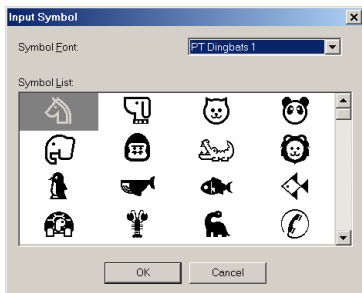 Input Symbol
Symbol Font:
PT Dingbats 1
Symbol List:
OK
Cancel